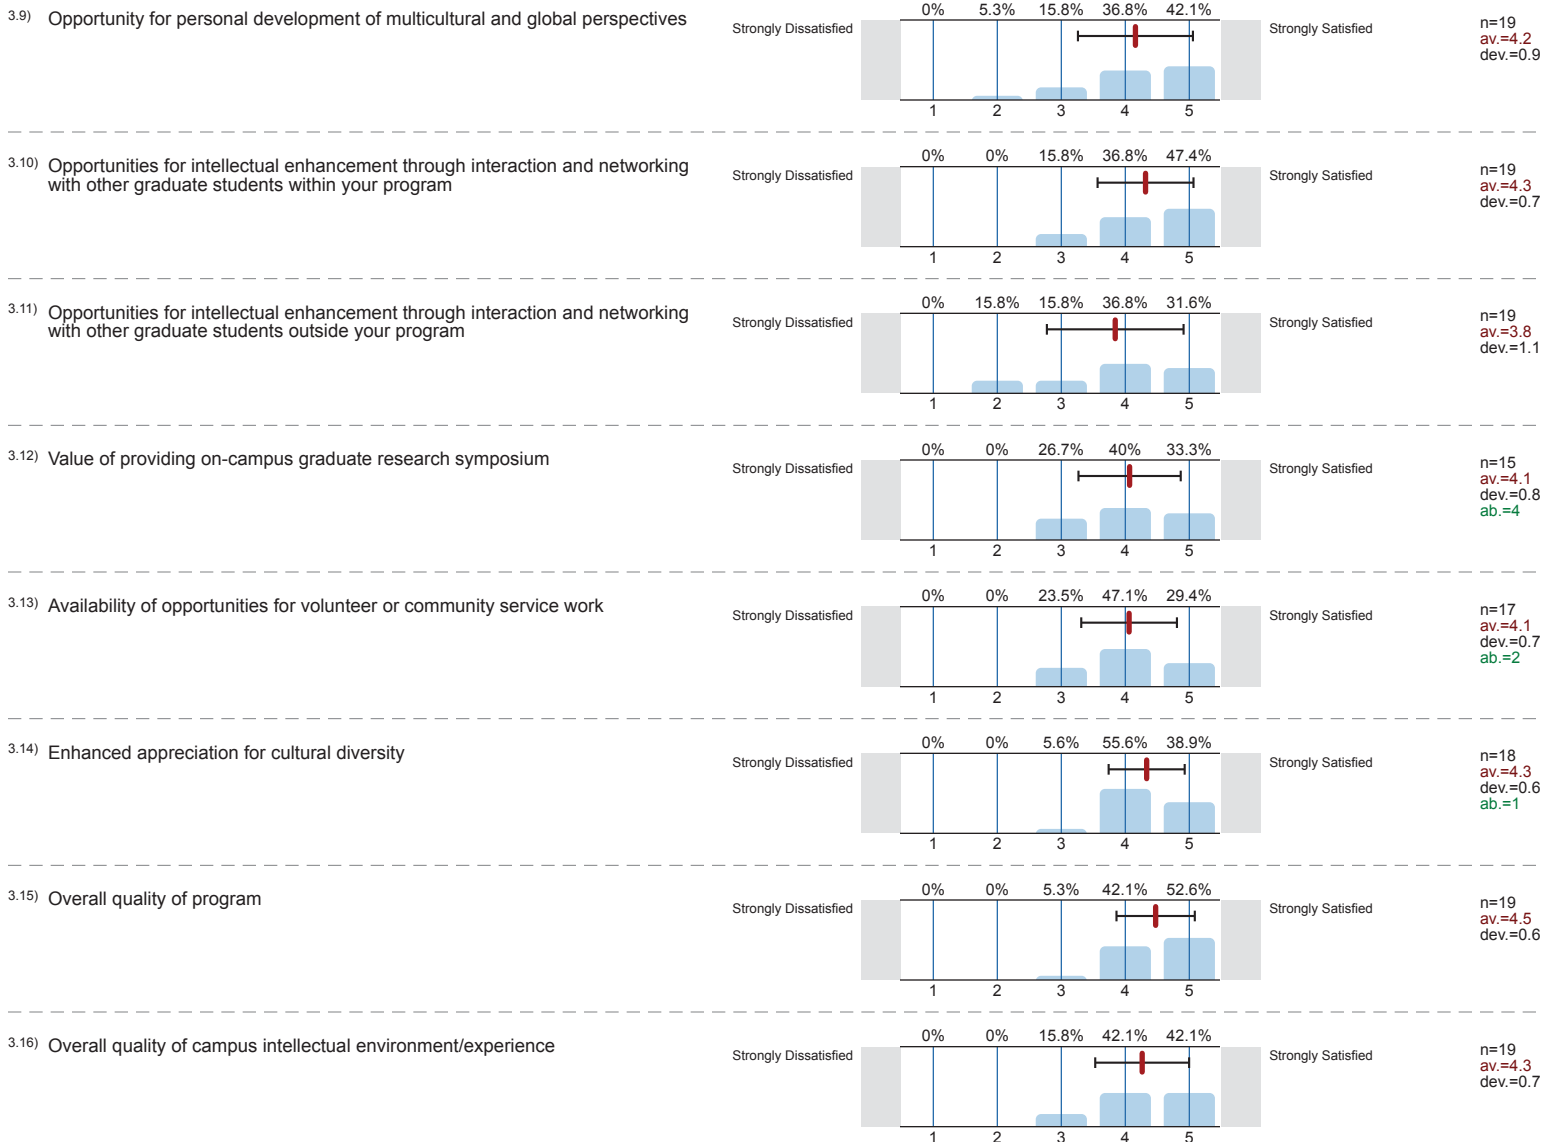 3.9) Opportunity for personal development of multicultural and global perspectives
0% 5.3% 15.8% 36.8% 42.1%
Strongly Dissatisfied Strongly Satisfied
n=19
av.=4.2
dev.=0.9
1 2 3 4 5
3.10) Opportunities for intellectual enhancement through interaction and networking
with other graduate students within your program
0% 0% 15.8% 36.8% 47.4%
Strongly Dissatisfied Strongly Satisfied
n=19
av.=4.3
dev.=0.7
1 2 3 4 5
3.11) Opportunities for intellectual enhancement through interaction and networking
with other graduate students outside your program
0% 15.8% 15.8% 36.8% 31.6%
Strongly Dissatisfied Strongly Satisfied
n=19
av.=3.8
dev.=1.1
1 2 3 4 5
3.12) Value of providing on-campus graduate research symposium
0% 0% 26.7% 40% 33.3%
Strongly Dissatisfied Strongly Satisfied
n=15
av.=4.1
dev.=0.8
ab.=4
1 2 3 4 5
3.13) Availability of opportunities for volunteer or community service work
0% 0% 23.5% 47.1% 29.4%
Strongly Dissatisfied Strongly Satisfied
n=17
av.=4.1
dev.=0.7
ab.=2
1 2 3 4 5
3.14) Enhanced appreciation for cultural diversity
0% 0% 5.6% 55.6% 38.9%
Strongly Dissatisfied Strongly Satisfied
n=18
av.=4.3
dev.=0.6
ab.=1
1 2 3 4 5
3.15) Overall quality of program
0% 0% 5.3% 42.1% 52.6%
Strongly Dissatisfied Strongly Satisfied
n=19
av.=4.5
dev.=0.6
1 2 3 4 5
3.16) Overall quality of campus intellectual environment/experience
0% 0% 15.8% 42.1% 42.1%
Strongly Dissatisfied Strongly Satisfied
n=19
av.=4.3
dev.=0.7
1 2 3 4 5